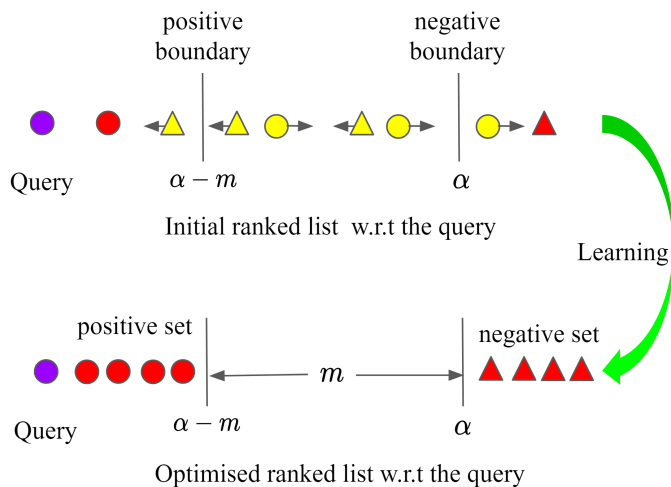 positive
boundary
negative
boundary
Query
α − m
α
Initial ranked list w.r.t the query
Learning
positive set
negative set
m
Query
α − m
α
Optimised ranked list w.r.t the query